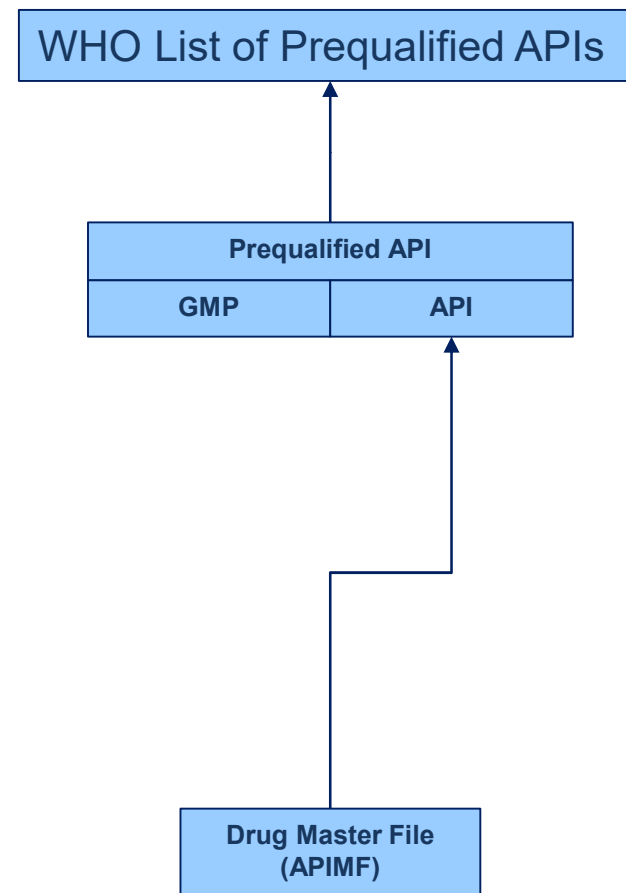 WHO List of Prequalified APIs
Prequalified API
GMP
API
Drug Master File
(APIMF)